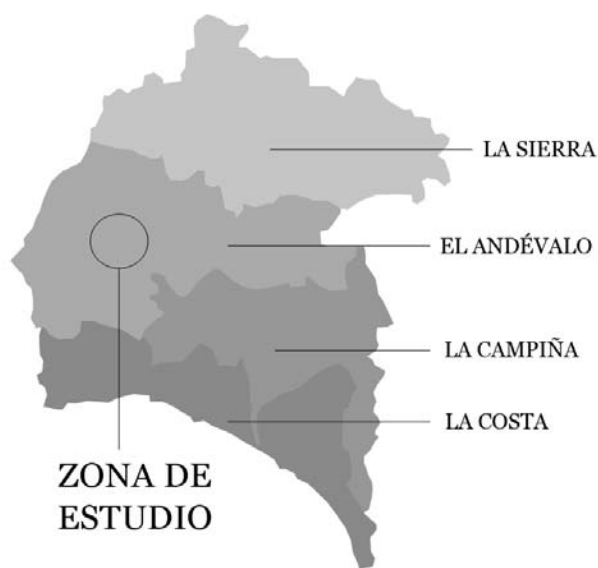 LA SIERRA
EL ANDÉVALO
LA CAMPIÑA
LA COSTA
ZONA DE
ESTUDIO